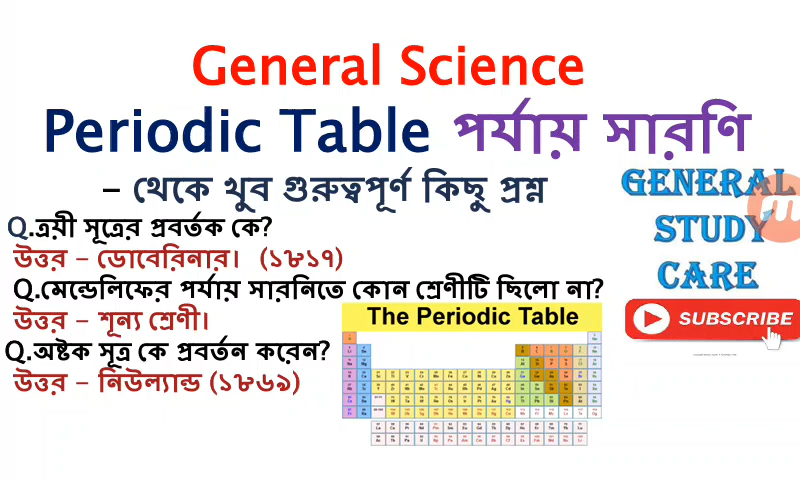 General Science
Periodic Table পর্যায় সারণি
– থেকে খুব গুরুত্বপূর্ণ কিছু প্রশ্ন
GENERAL
STUDY
CARE
Q.ত্রয়ী সূত্রের প্রবর্তক কে?
উত্তর – ডোবেরিনার। (১৮১৭)
Q.মেন্ডেলিফের পর্যায় সারনিতে কোন শ্রেণীটি ছিলো না?
উত্তর – শূন্য শ্রেণী।
Q.অষ্টক সূত্র কে প্রবর্তন করেন?
উত্তর – নিউল্যান্ড (১৮৬৯)
The Periodic Table
SUBSCRIBE